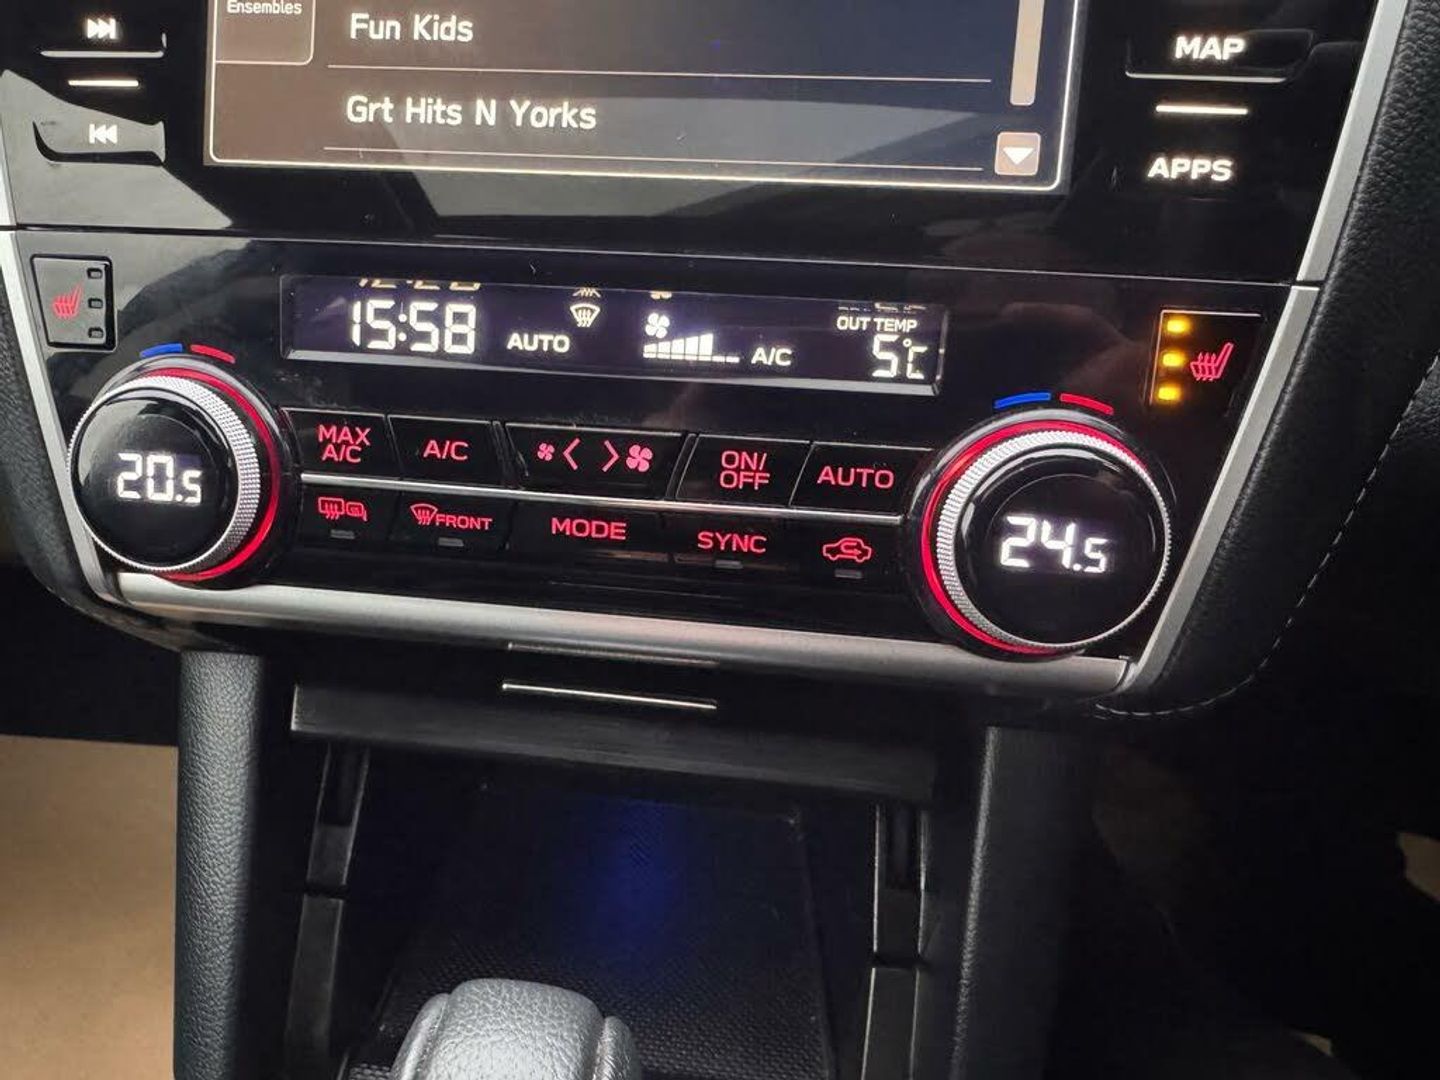 Ensembles
Fun Kids
Grt Hits N Yorks
MAP
APPS
15:58
AUTO
A/C
OUT TEMP
5°C
20.5
MAX
A/C
A/C
ON/
OFF
AUTO
FRONT
MODE
SYNC
24.5